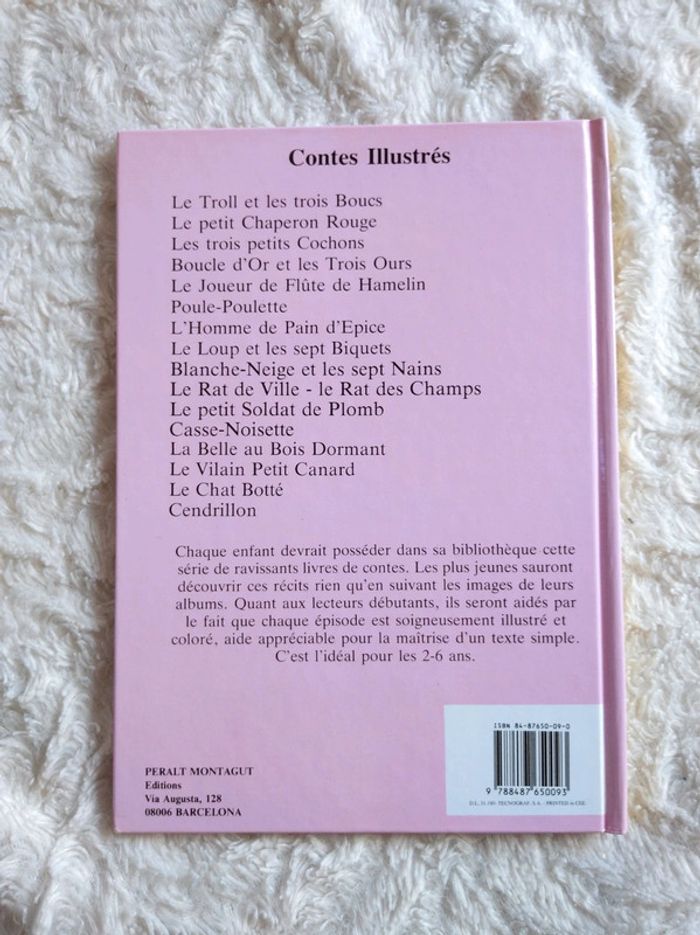 Contes Illustrés
Le Troll et les trois Boucs
Le petit Chaperon Rouge
Les trois petits Cochons
Boucle d'Or et les Trois Ours
Le Joueur de Flûte de Hamelin
Poule-Poulette
L'Homme de Pain d'Epice
Le Loup et les sept Biquets
Blanche-Neige et les sept Nains
Le Rat de Ville - le Rat des Champs
Le petit Soldat de Plomb
Casse-Noisette
La Belle au Bois Dormant
Le Vilain Petit Canard
Le Chat Botté
Cendrillon
Chaque enfant devrait posséder dans sa bibliothèque cette
série de ravissants livres de contes. Les plus jeunes sauront
découvrir ces récits rien qu'en suivant les images de leurs
albums. Quant aux lecteurs débutants, ils seront aidés par
le fait que chaque épisode est soigneusement illustré et
coloré, aide appréciable pour la maîtrise d'un texte simple.
C'est l'idéal pour les 2-6 ans.
PERALT MONTAGUT
Editions
Via Augusta, 128
08006 BARCELONA
ISBN 84-87650-09-0
9 788487 650093
TECNOGRAF, S.A. - PRINTED in CEE